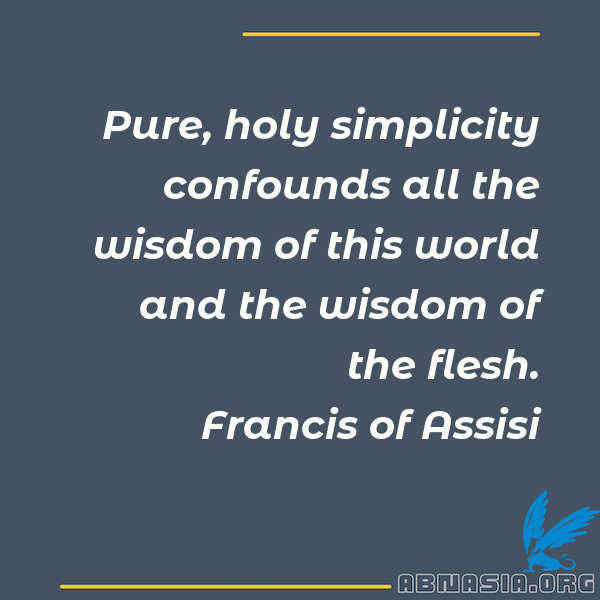 Pure, holy simplicity
confounds all the
wisdom of this world
and the wisdom of
the flesh.
Francis of Assisi
ABNASIA.ORG